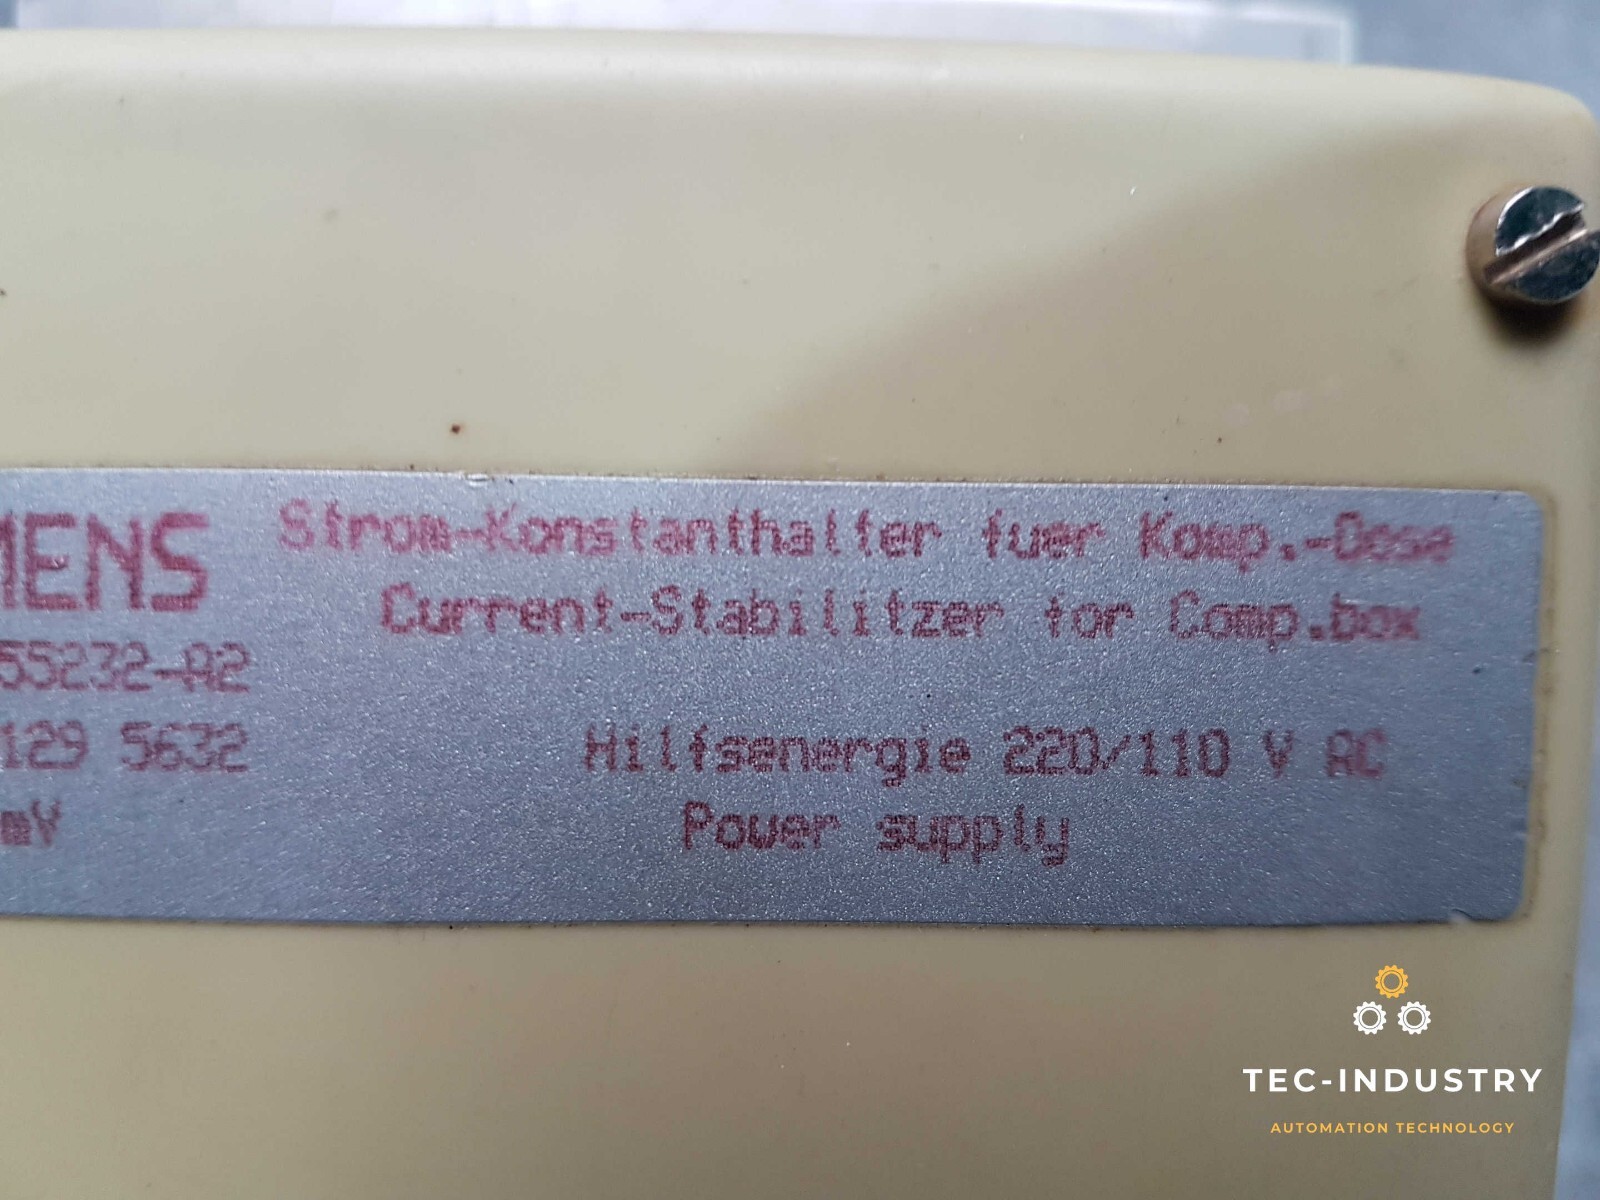 MENS
Strom-Konstanthalter fuer Komp.-Dose
Current-Stabilitzer for Comp.box
55232-A2
129 5632
Hilfsenergie 220/110 V AC
mV
Power supply
TEC-INDUSTRY
AUTOMATION TECHNOLOGY